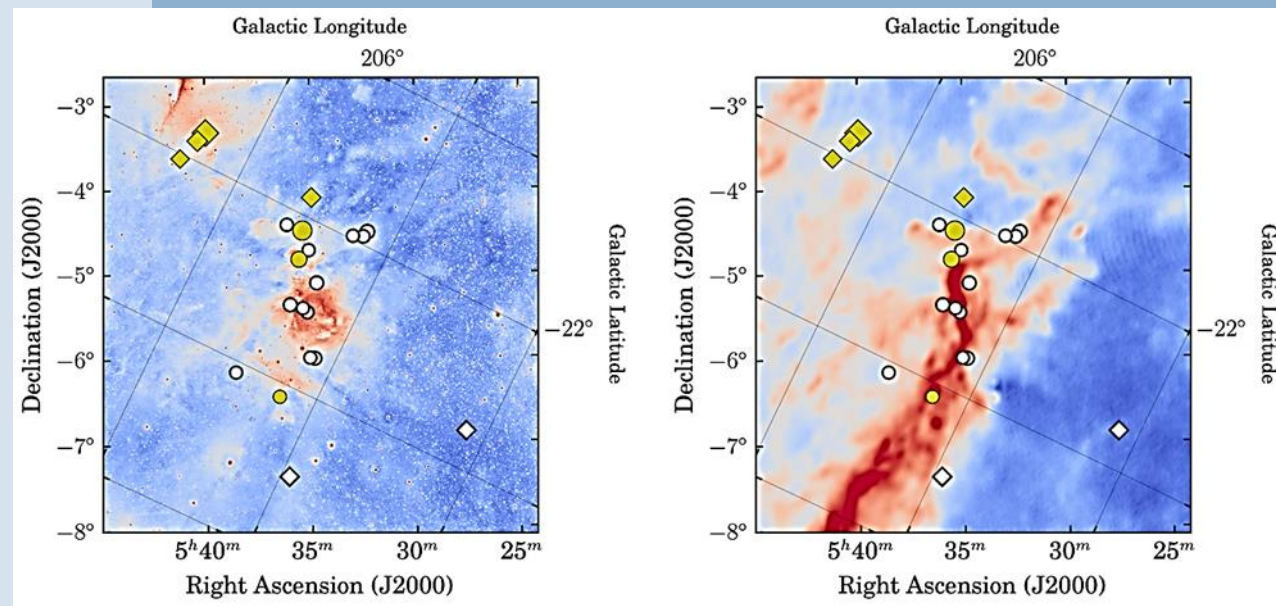 Galactic Longitude
206°
−3°
−4°
−5°
−6°
−7°
−8°
Declination (J2000)
−22°
Galactic Latitude
5ʰ40ᵐ
35ᵐ
30ᵐ
25ᵐ
Right Ascension (J2000)
Galactic Longitude
206°
−3°
−4°
−5°
−6°
−7°
−8°
Declination (J2000)
−22°
Galactic Latitude
5ʰ40ᵐ
35ᵐ
30ᵐ
25ᵐ
Right Ascension (J2000)